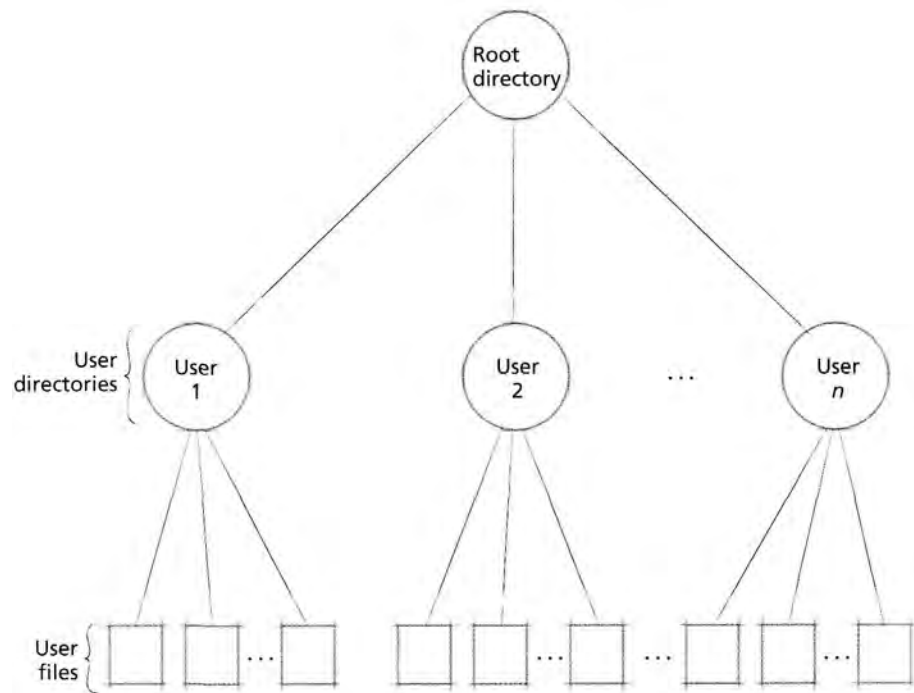 Root
directory
User
directories
User
1
User
2
...
User
n
User
files
...
...
...
...